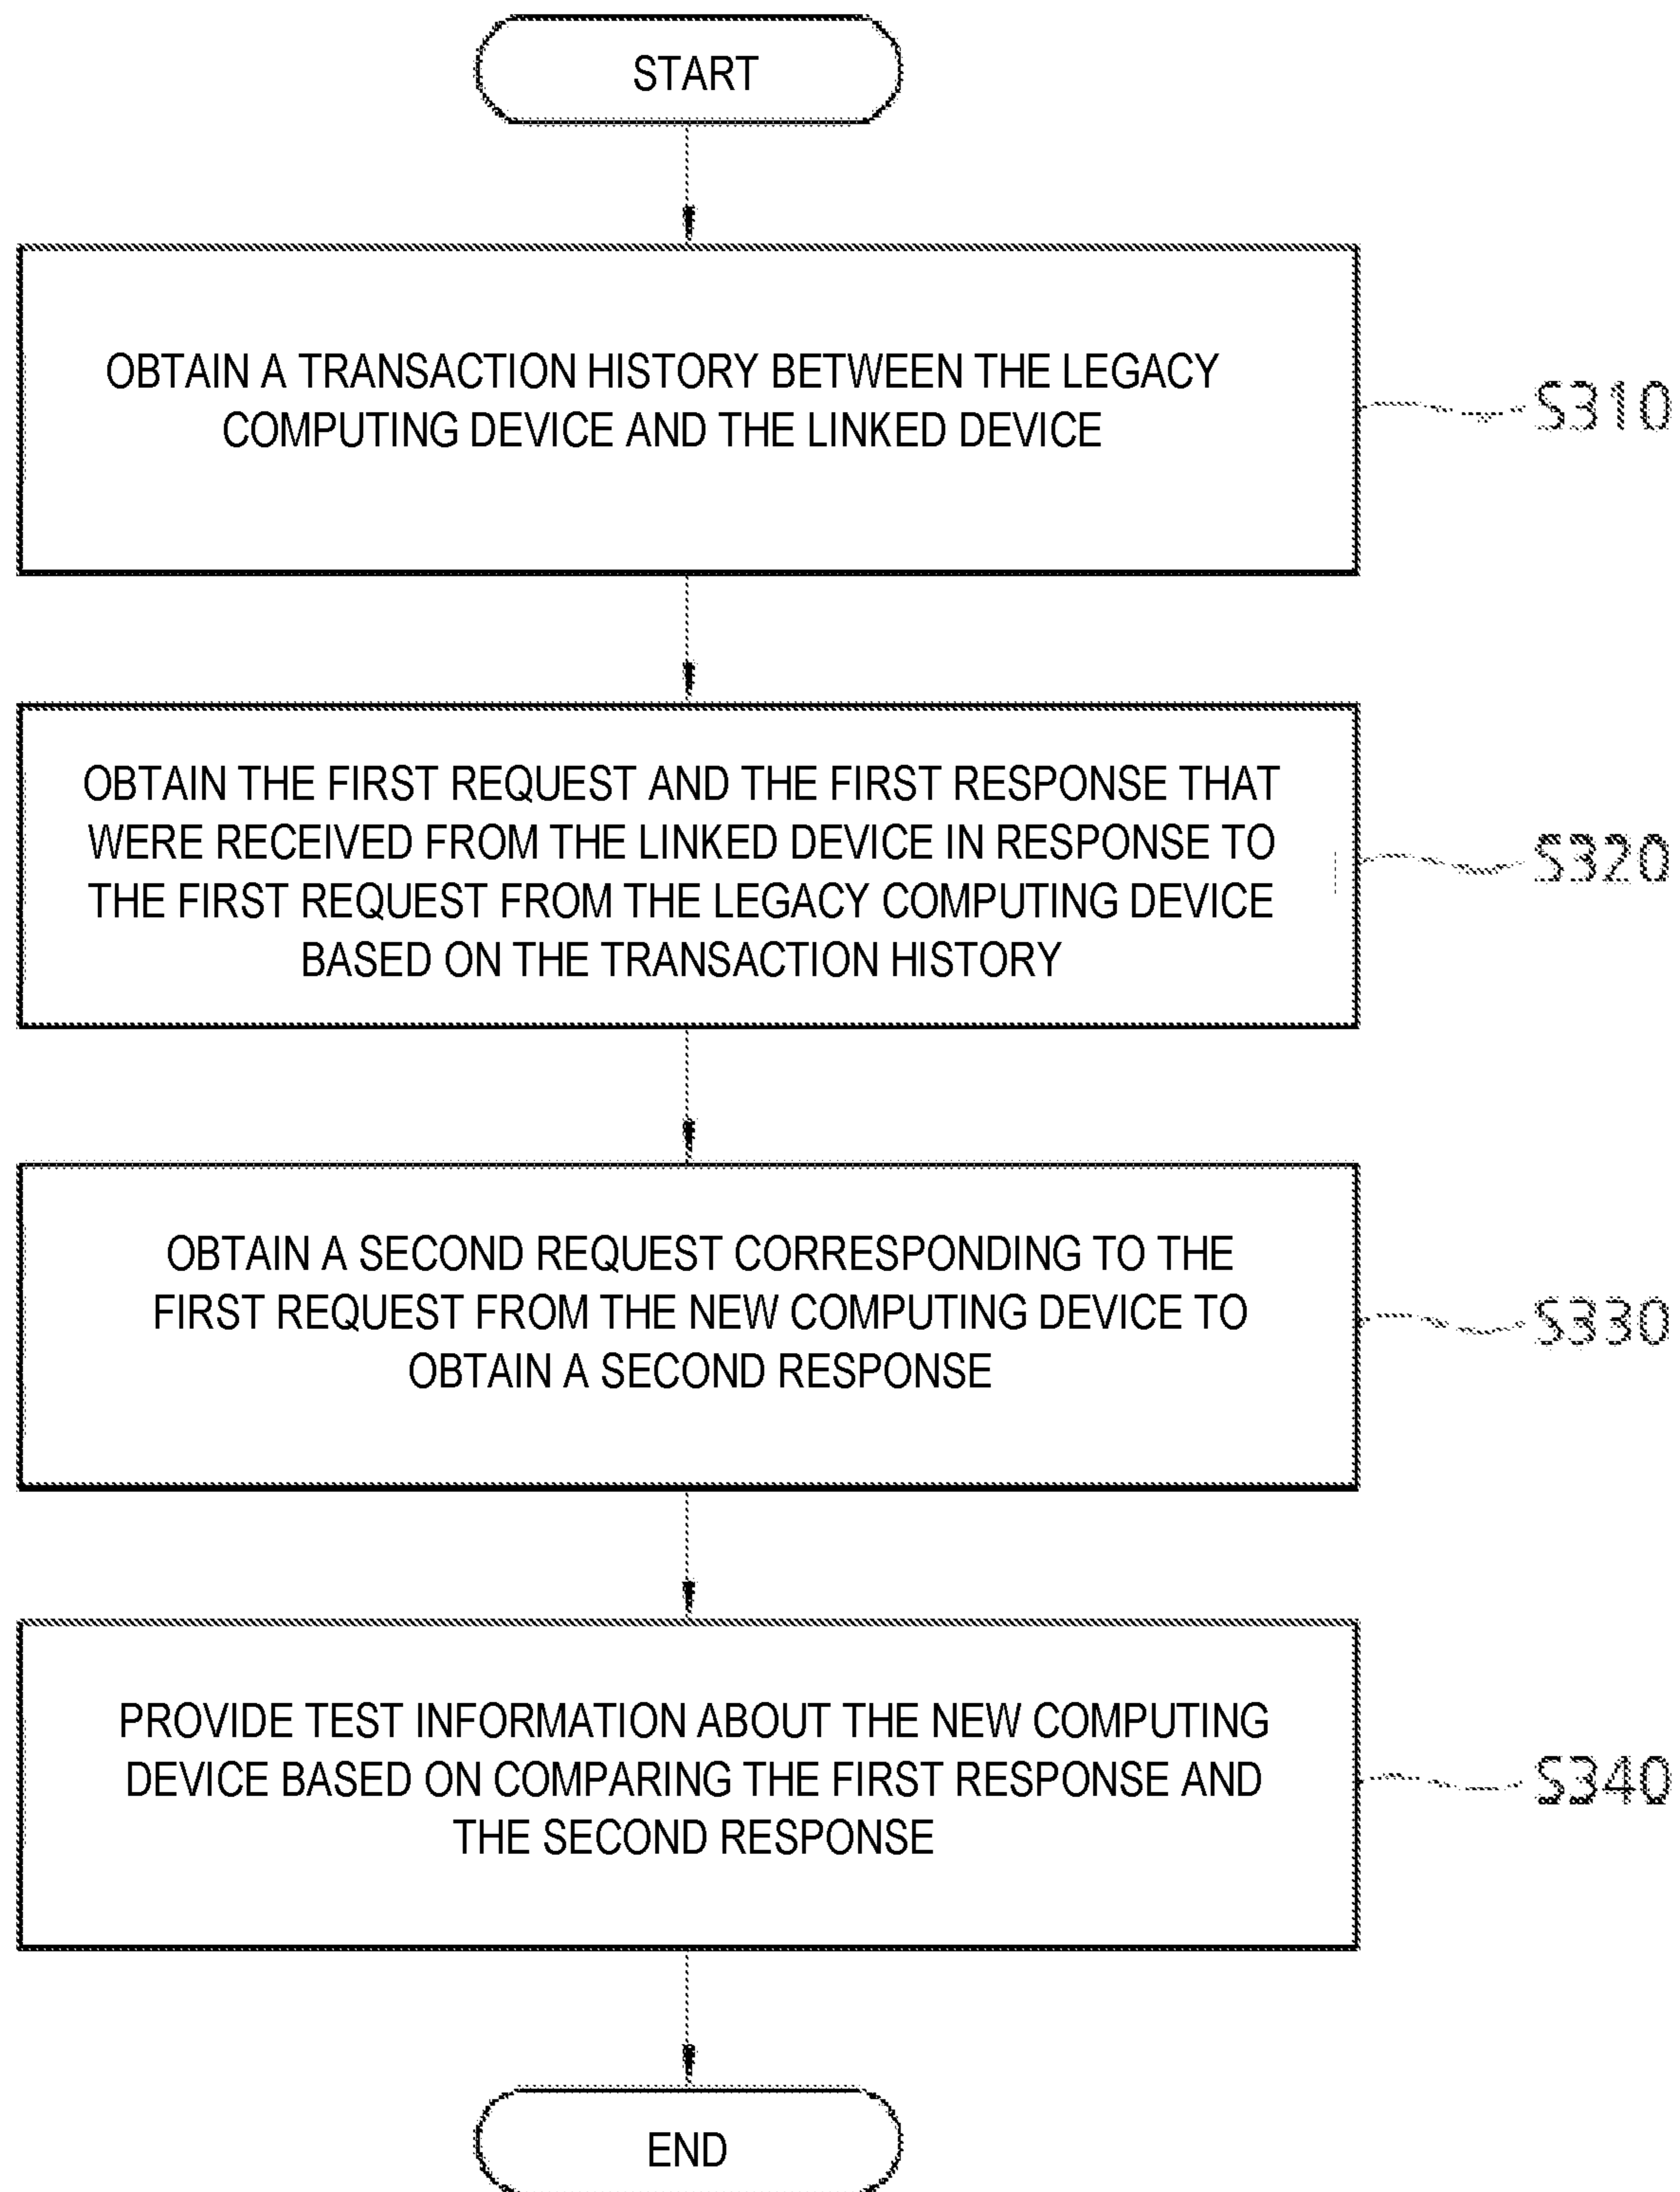 START
OBTAIN A TRANSACTION HISTORY BETWEEN THE LEGACY
COMPUTING DEVICE AND THE LINKED DEVICE
S310
OBTAIN THE FIRST REQUEST AND THE FIRST RESPONSE THAT
WERE RECEIVED FROM THE LINKED DEVICE IN RESPONSE TO
THE FIRST REQUEST FROM THE LEGACY COMPUTING DEVICE
BASED ON THE TRANSACTION HISTORY
S320
OBTAIN A SECOND REQUEST CORRESPONDING TO THE
FIRST REQUEST FROM THE NEW COMPUTING DEVICE TO
OBTAIN A SECOND RESPONSE
S330
PROVIDE TEST INFORMATION ABOUT THE NEW COMPUTING
DEVICE BASED ON COMPARING THE FIRST RESPONSE AND
THE SECOND RESPONSE
S340
END